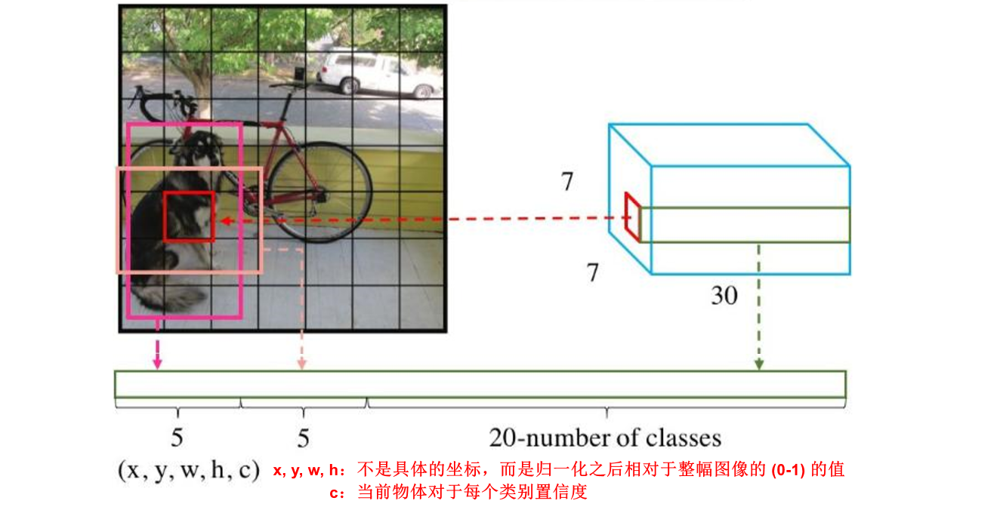 7
7
30
5
5
20-number of classes
(x, y, w, h, c)
x, y, w, h：不是具体的坐标，而是归一化之后相对于整幅图像的 (0-1) 的值
c：当前物体对于每个类别置信度